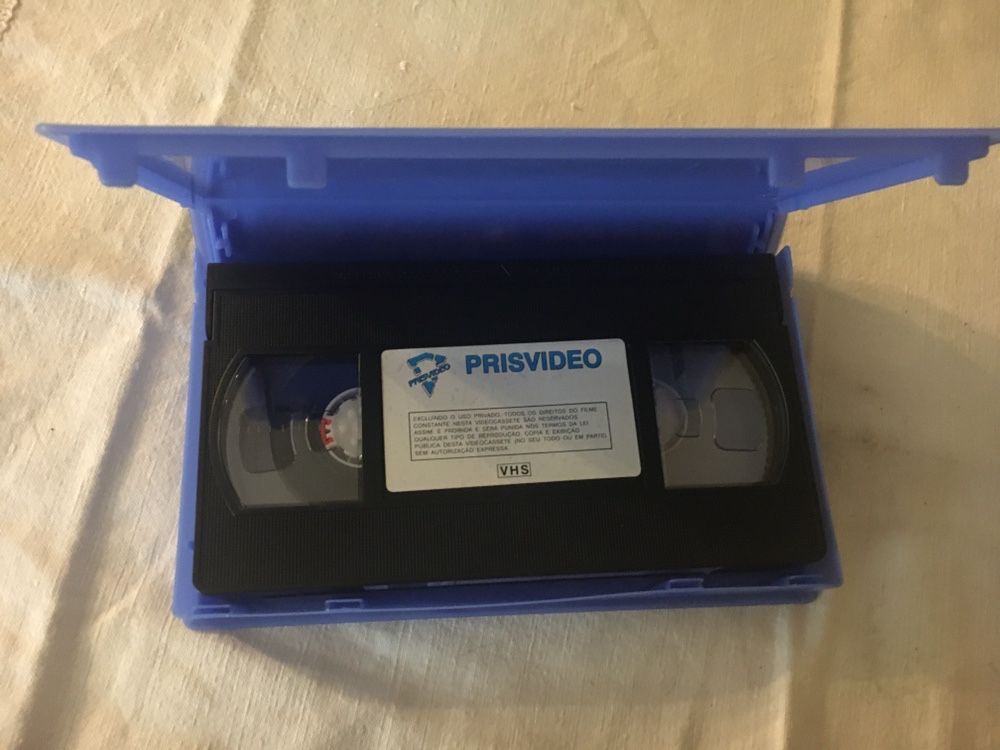 PRISVIDEO
PRISVIDEO
EXCLUINDO O USO PRIVADO, TODOS OS DIREITOS DO FILME
CONSTANTE NESTA VIDEOCASSETE SÃO RESERVADOS
ASSIM É PROIBIDA E SERÁ PUNIDA NOS TERMOS DA LEI
QUALQUER TIPO DE REPRODUÇÃO, CÓPIA E EXIBIÇÃO
PÚBLICA DESTA VIDEOCASSETE (NO SEU TODO OU EM PARTE)
SEM AUTORIZAÇÃO EXPRESSA
VHS